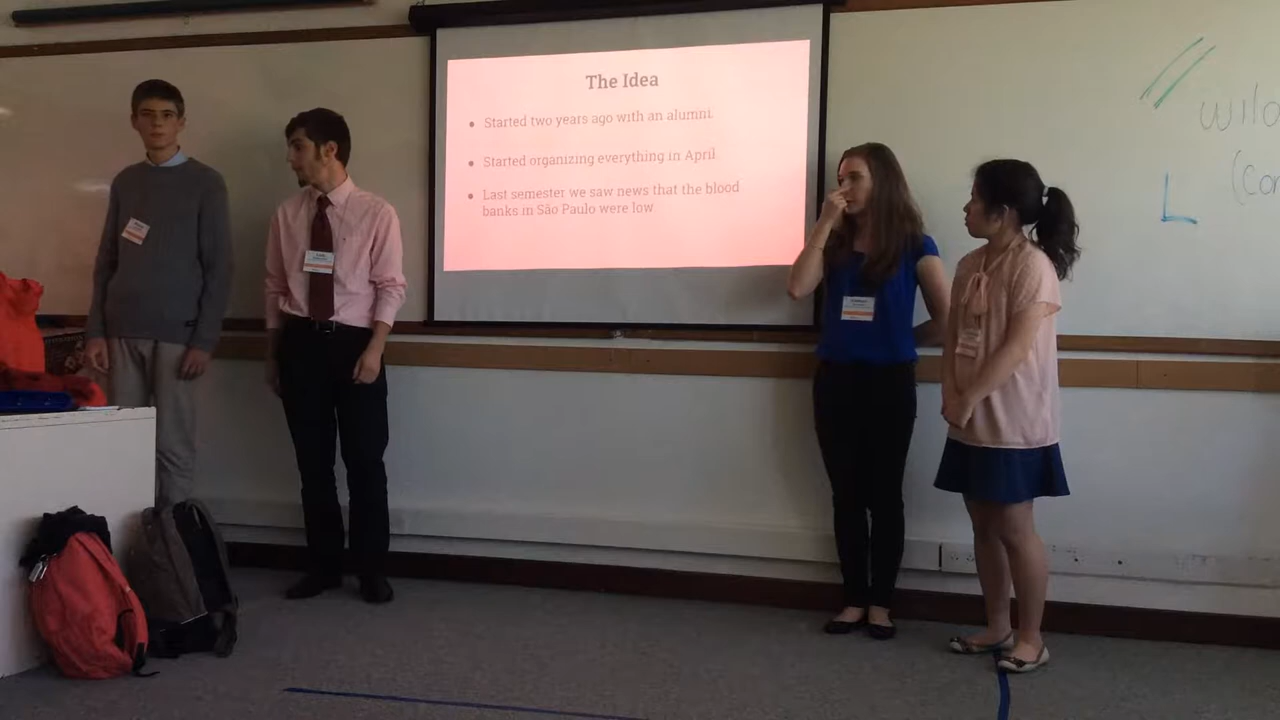 The Idea
● Started two years ago with an alumni.
● Started organizing everything in April
● Last semester we saw news that the blood
banks in São Paulo were low
L